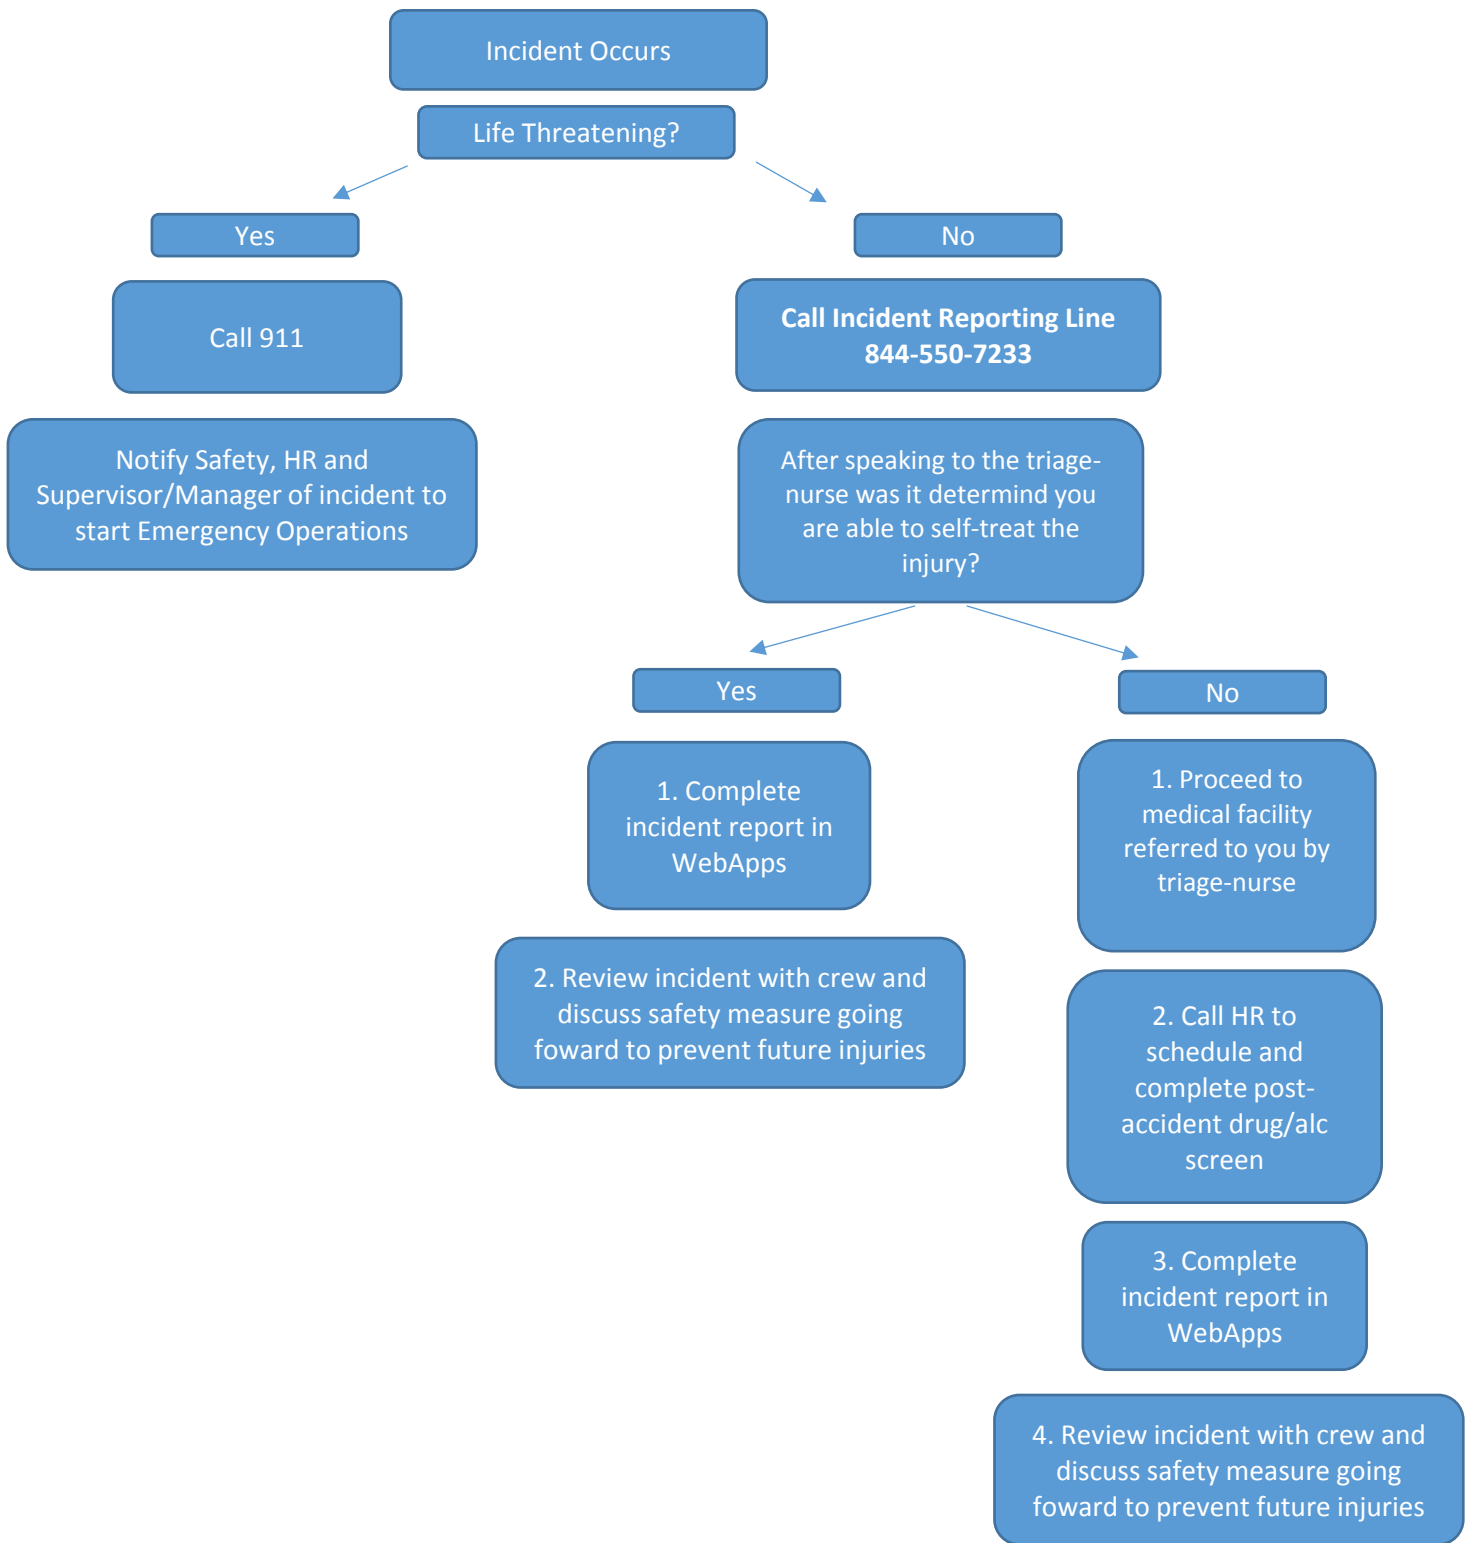 Incident Occurs
Life Threatening?
Yes
No
Call 911
Call Incident Reporting Line
844-550-7233
Notify Safety, HR and
Supervisor/Manager of incident to
start Emergency Operations
After speaking to the triage-
nurse was it determind you
are able to self-treat the
injury?
Yes
No
1. Complete
incident report in
WebApps
2. Review incident with crew and
discuss safety measure going
foward to prevent future injuries
1. Proceed to
medical facility
referred to you by
triage-nurse
2. Call HR to
schedule and
complete post-
accident drug/alc
screen
3. Complete
incident report in
WebApps
4. Review incident with crew and
discuss safety measure going
foward to prevent future injuries